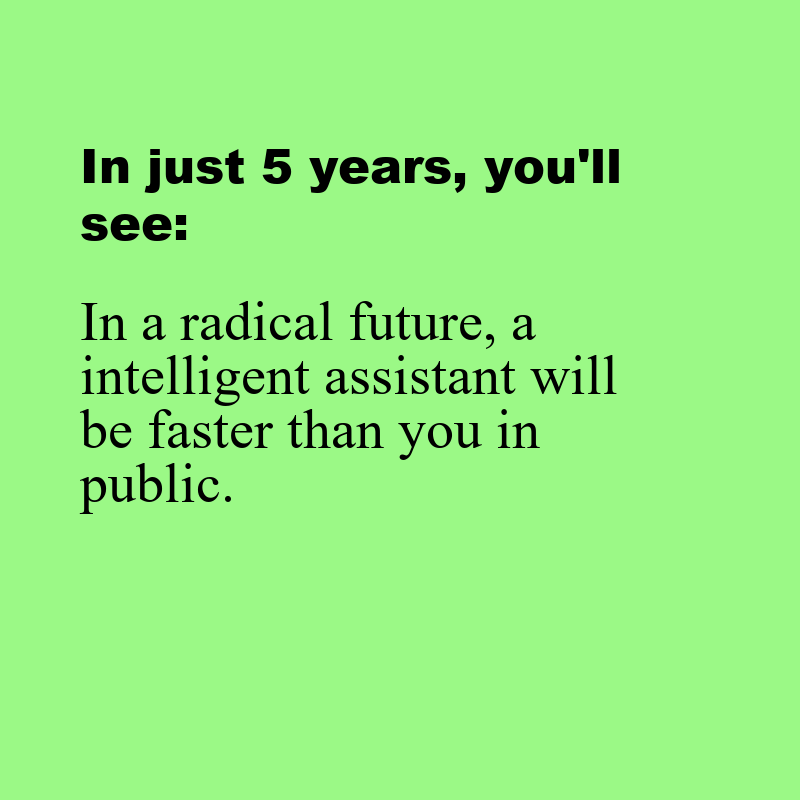 In just 5 years, you'll
see:
In a radical future, a
intelligent assistant will
be faster than you in
public.